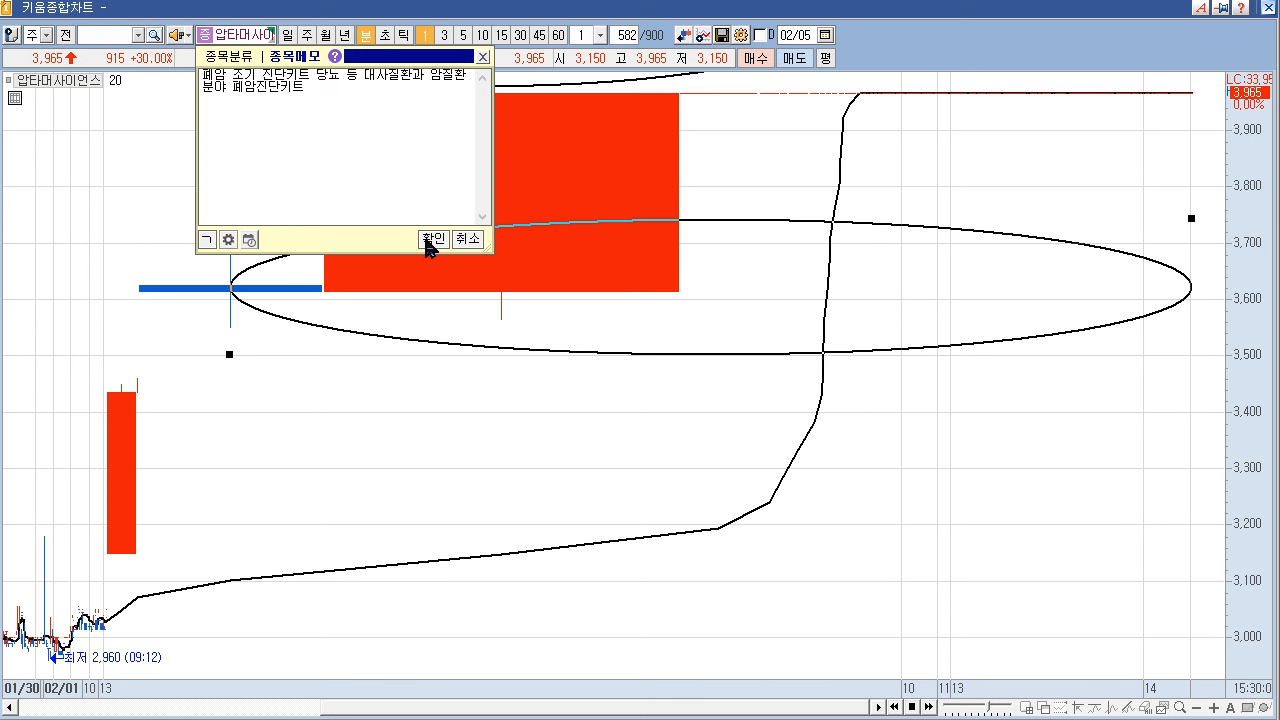 키움종합차트 -
주 전 증 압타머사이 일 주 월 년 분 초 틱 1 3 5 10 15 30 45 60 1 582 /900 D 02/05
3,965 915 +30.00% 3,965 시 3,150 고 3,965 저 3,150 매수 매도 평
종목분류 | 종목메모 ?
폐암 조기 진단키트 당뇨 등 대사질환과 암질환
분야 폐암진단키트
확인 취소
압타머사이언스 20
LC:33.95
3,965
0.00%
3,900
3,800
3,700
3,600
3,500
3,400
3,300
3,200
3,100
3,000
최저 2,960 (09:12)
01/30 02/01 10 13 10 11 13 14 15:30:0